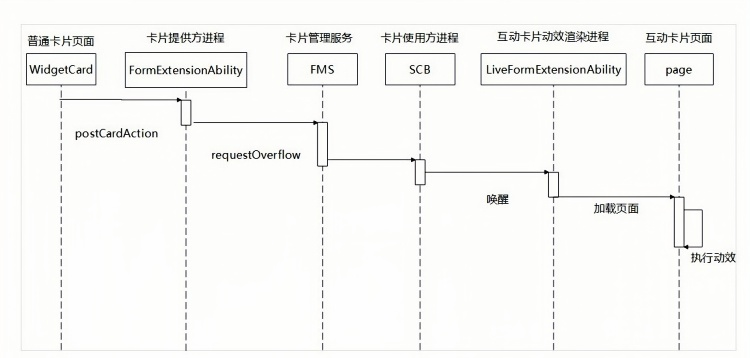 普通卡片页面
卡片提供方进程
卡片管理服务
卡片使用方进程
互动卡片动效渲染进程
互动卡片页面
WidgetCard
FormExtensionAbility
FMS
SCB
LiveFormExtensionAbility
page
postCardAction
requestOverflow
唤醒
加载页面
执行动效